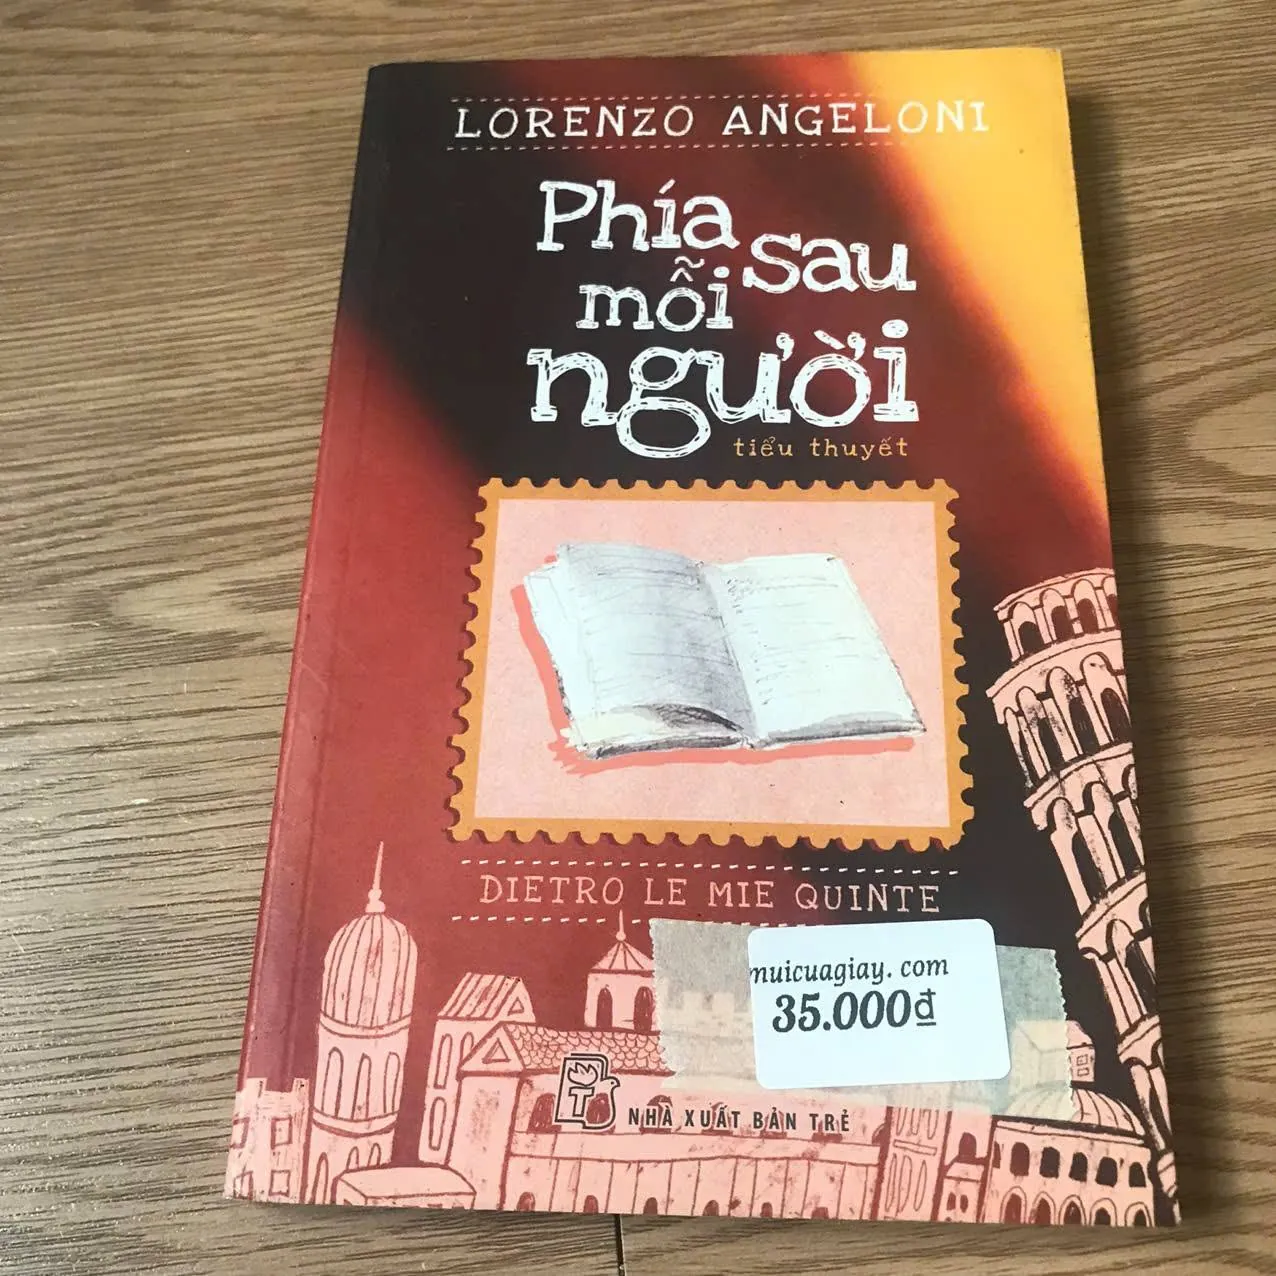 LORENZO ANGELONI
Phía sau
mỗi
người
tiểu thuyết
DIETRO LE MIE QUINTE
muicuagiay. com
35.000₫
NHÀ XUẤT BẢN TRẺ